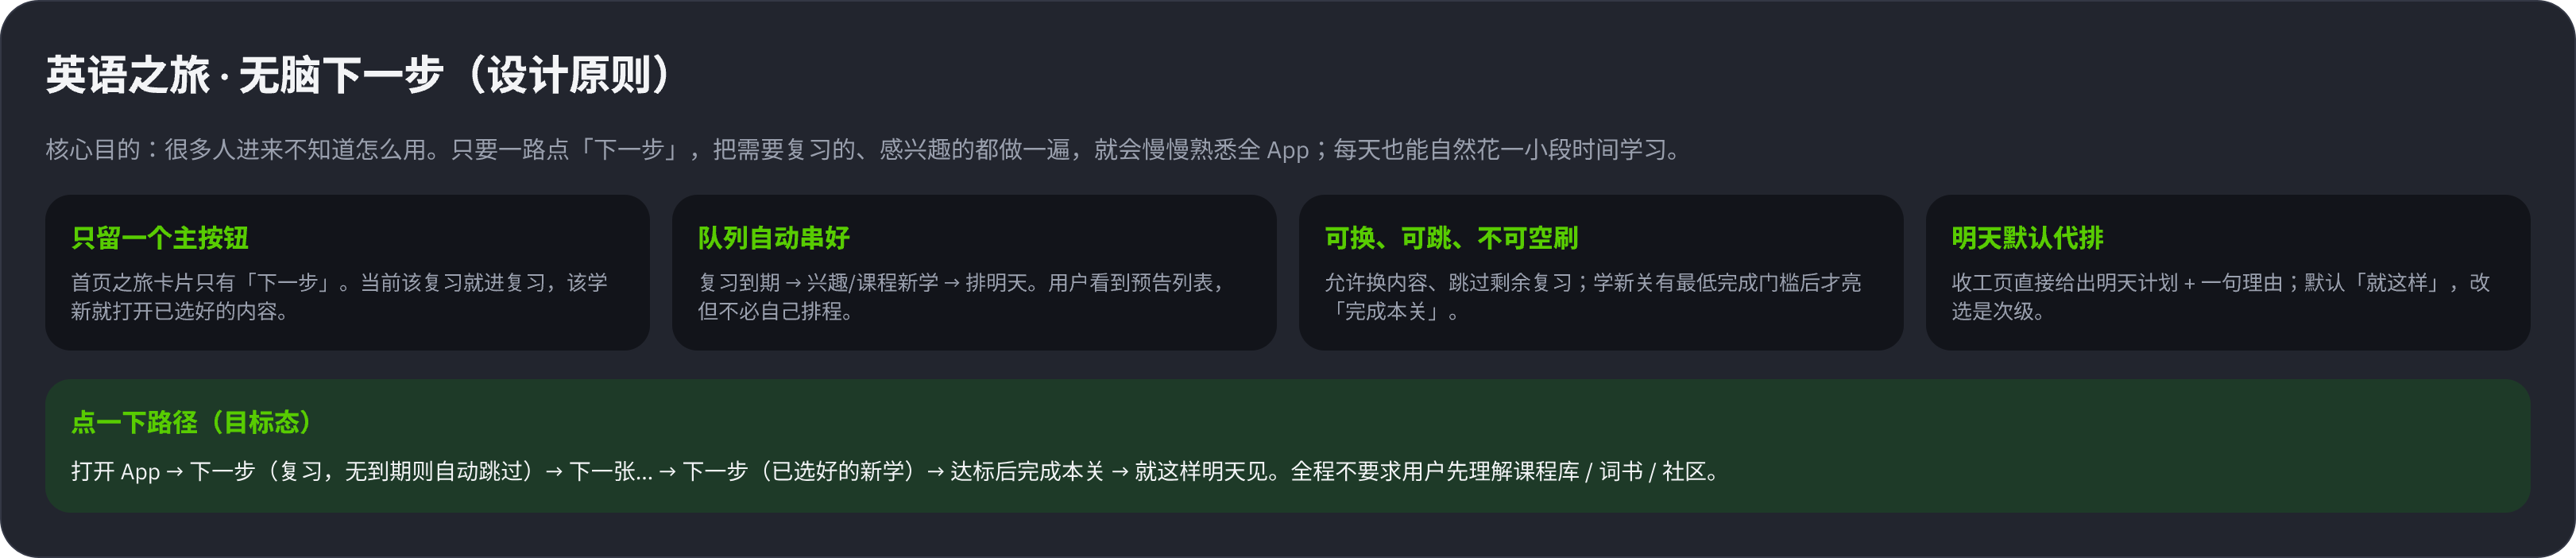 英语之旅 · 无脑下一步（设计原则）
核心目的：很多人进来不知道怎么用。只要一路点「下一步」，把需要复习的、感兴趣的都做一遍，就会慢慢熟悉全 App；每天也能自然花一小段时间学习。
只留一个主按钮
首页之旅卡片只有「下一步」。当前该复习就进复习，该学
新就打开已选好的内容。
队列自动串好
复习到期 → 兴趣/课程新学 → 排明天。用户看到预告列表，
但不必自己排程。
可换、可跳、不可空刷
允许换内容、跳过剩余复习；学新关有最低完成门槛后才亮
「完成本关」。
明天默认代排
收工页直接给出明天计划 + 一句理由；默认「就这样」，改
选是次级。
点一下路径（目标态）
打开 App → 下一步（复习，无到期则自动跳过）→ 下一张... → 下一步（已选好的新学）→ 达标后完成本关 → 就这样明天见。全程不要求用户先理解课程库 / 词书 / 社区。